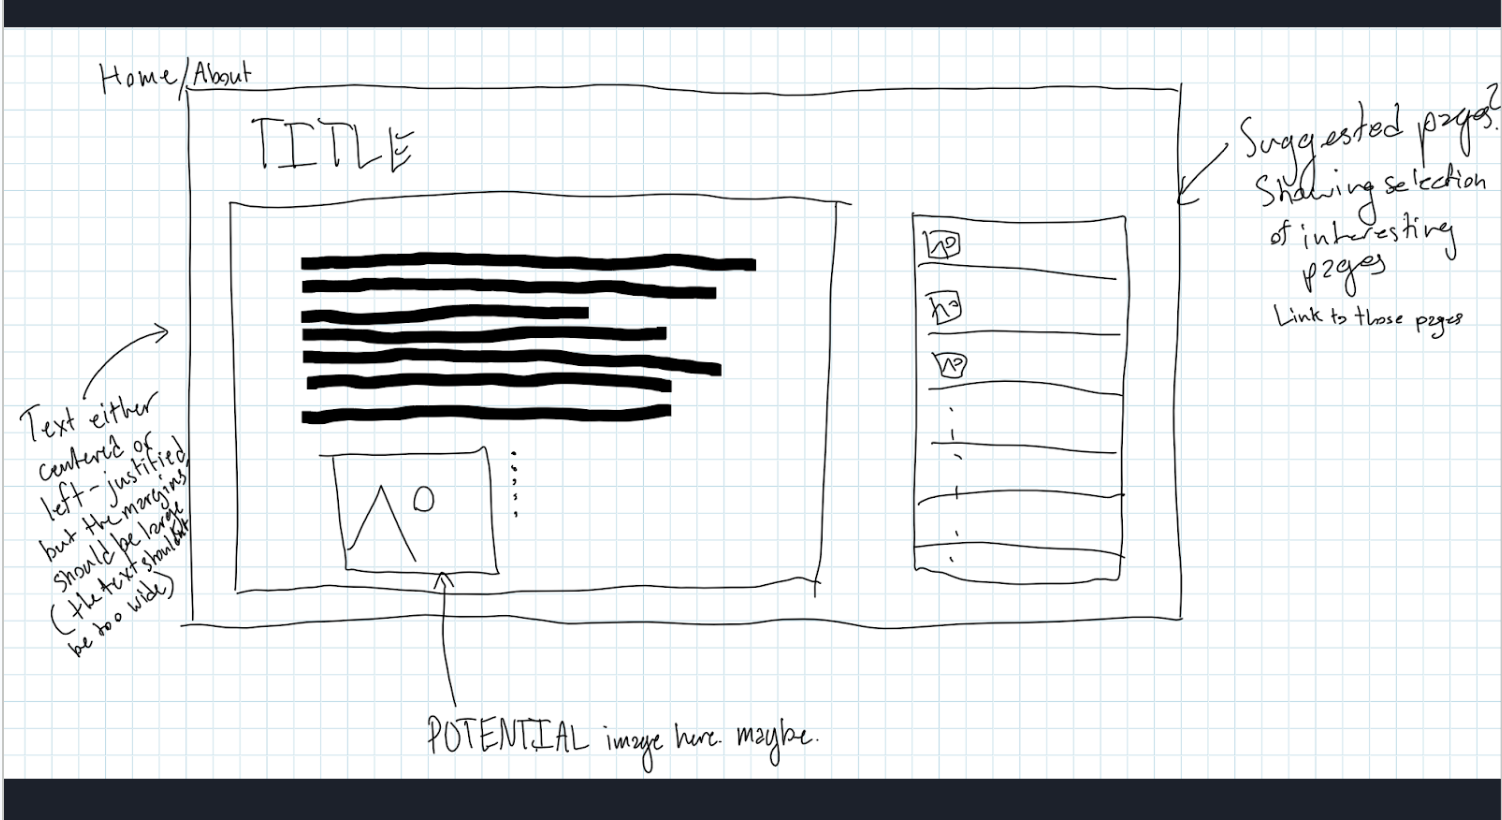 Home/About
TITLE
Suggested pages?
Showing selection
of interesting
pages
Link to those pages
Text either
centered or
left-justified,
but the margins
should be large
(the text shouldn't
be too wide)
POTENTIAL image here. maybe.